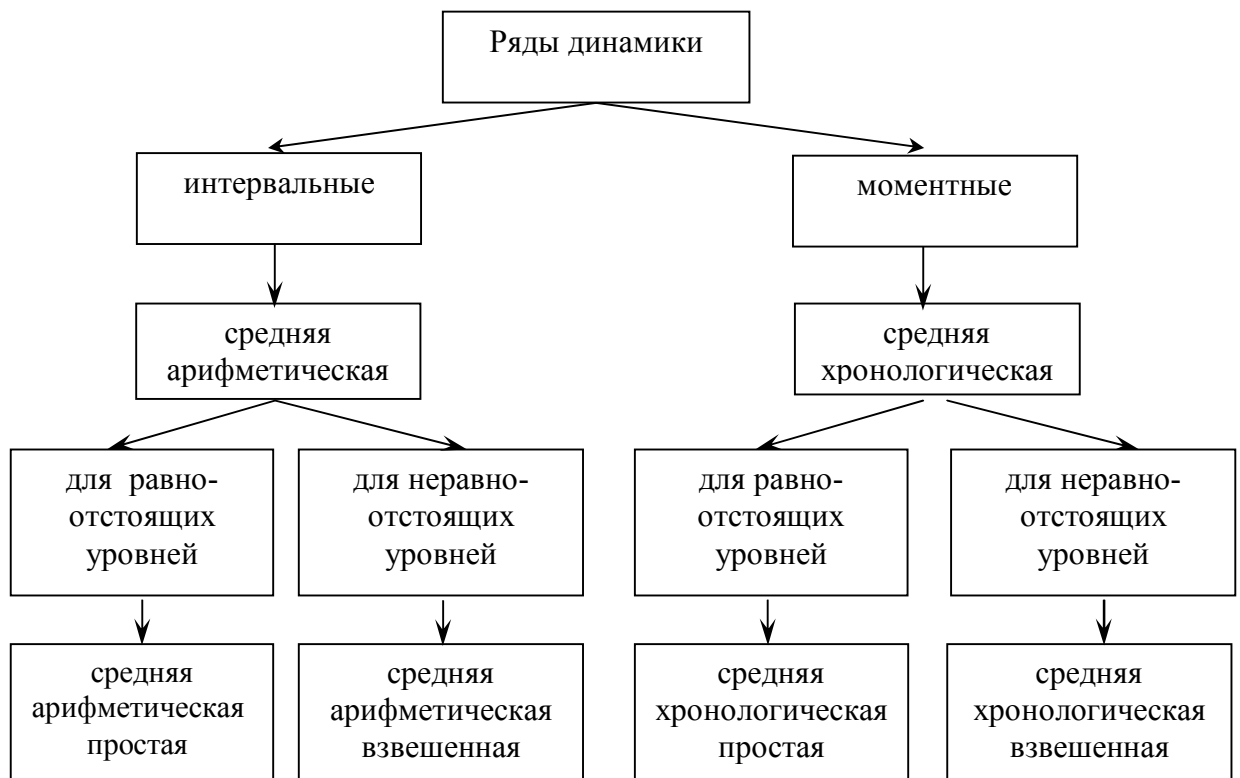 Ряды динамики
интервальные
моментные
средняя
арифметическая
средняя
хронологическая
для равно-
отстоящих
уровней
для неравно-
отстоящих
уровней
для равно-
отстоящих
уровней
для неравно-
отстоящих
уровней
средняя
арифметическая
простая
средняя
арифметическая
взвешенная
средняя
хронологическая
простая
средняя
хронологическая
взвешенная